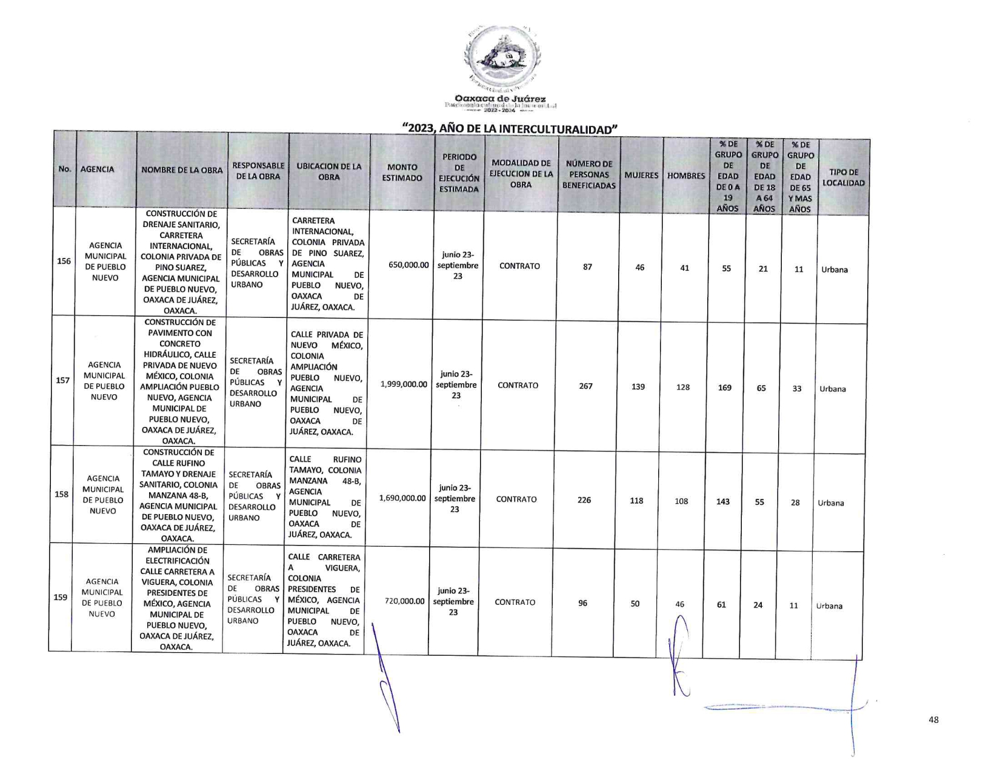 Oaxaca de Juárez
Patrimonio cultural de la humanidad
2022 - 2024
“2023, AÑO DE LA INTERCULTURALIDAD”
No.
AGENCIA
NOMBRE DE LA OBRA
RESPONSABLE
DE LA OBRA
UBICACION DE LA
OBRA
MONTO
ESTIMADO
PERIODO
DE
EJECUCIÓN
ESTIMADA
MODALIDAD DE
EJECUCION DE LA
OBRA
NÚMERO DE
PERSONAS
BENEFICIADAS
MUJERES
HOMBRES
% DE
GRUPO
DE
EDAD
DE 0 A
19
AÑOS
% DE
GRUPO
DE
EDAD
DE 18
A 64
AÑOS
% DE
GRUPO
DE
EDAD
DE 65
Y MAS
AÑOS
TIPO DE
LOCALIDAD
156
AGENCIA
MUNICIPAL
DE PUEBLO
NUEVO
CONSTRUCCIÓN DE
DRENAJE SANITARIO,
CARRETERA
INTERNACIONAL,
COLONIA PRIVADA DE
PINO SUAREZ,
AGENCIA MUNICIPAL
DE PUEBLO NUEVO,
OAXACA DE JUÁREZ,
OAXACA.
SECRETARÍA
DE OBRAS
PÚBLICAS Y
DESARROLLO
URBANO
CARRETERA
INTERNACIONAL,
COLONIA PRIVADA
DE PINO SUAREZ,
AGENCIA
MUNICIPAL DE
PUEBLO NUEVO,
OAXACA DE
JUÁREZ, OAXACA.
650,000.00
junio 23-
septiembre
23
CONTRATO
87
46
41
55
21
11
Urbana
157
AGENCIA
MUNICIPAL
DE PUEBLO
NUEVO
CONSTRUCCIÓN DE
PAVIMENTO CON
CONCRETO
HIDRÁULICO, CALLE
PRIVADA DE NUEVO
MÉXICO, COLONIA
AMPLIACIÓN PUEBLO
NUEVO, AGENCIA
MUNICIPAL DE
PUEBLO NUEVO,
OAXACA DE JUÁREZ,
OAXACA.
SECRETARÍA
DE OBRAS
PÚBLICAS Y
DESARROLLO
URBANO
CALLE PRIVADA DE
NUEVO MÉXICO,
COLONIA
AMPLIACIÓN
PUEBLO NUEVO,
AGENCIA
MUNICIPAL DE
PUEBLO NUEVO,
OAXACA DE
JUÁREZ, OAXACA.
1,999,000.00
junio 23-
septiembre
23
CONTRATO
267
139
128
169
65
33
Urbana
158
AGENCIA
MUNICIPAL
DE PUEBLO
NUEVO
CONSTRUCCIÓN DE
CALLE RUFINO
TAMAYO Y DRENAJE
SANITARIO, COLONIA
MANZANA 48-B,
AGENCIA MUNICIPAL
DE PUEBLO NUEVO,
OAXACA DE JUÁREZ,
OAXACA.
SECRETARÍA
DE OBRAS
PÚBLICAS Y
DESARROLLO
URBANO
CALLE RUFINO
TAMAYO, COLONIA
MANZANA 48-B,
AGENCIA
MUNICIPAL DE
PUEBLO NUEVO,
OAXACA DE
JUÁREZ, OAXACA.
1,690,000.00
junio 23-
septiembre
23
CONTRATO
226
118
108
143
55
28
Urbana
159
AGENCIA
MUNICIPAL
DE PUEBLO
NUEVO
AMPLIACIÓN DE
ELECTRIFICACIÓN
CALLE CARRETERA A
VIGUERA, COLONIA
PRESIDENTES DE
MÉXICO, AGENCIA
MUNICIPAL DE
PUEBLO NUEVO,
OAXACA DE JUÁREZ,
OAXACA.
SECRETARÍA
DE OBRAS
PÚBLICAS Y
DESARROLLO
URBANO
CALLE CARRETERA
A VIGUERA,
COLONIA
PRESIDENTES DE
MÉXICO, AGENCIA
MUNICIPAL DE
PUEBLO NUEVO,
OAXACA DE
JUÁREZ, OAXACA.
720,000.00
junio 23-
septiembre
23
CONTRATO
96
50
46
61
24
11
Urbana
48